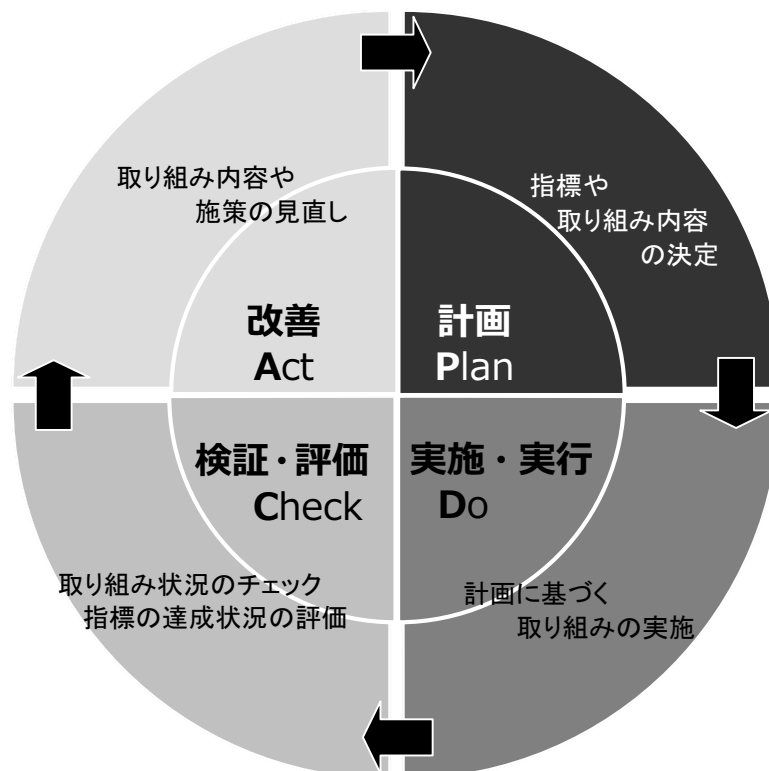 取り組み内容や
施策の見直し
改善
Act
指標や
取り組み内容
の決定
計画
Plan
検証・評価
Check
取り組み状況のチェック
指標の達成状況の評価
実施・実行
Do
計画に基づく
取り組みの実施